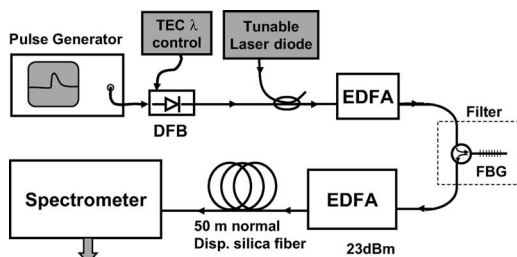 Pulse Generator
TEC λ
control
Tunable
Laser diode
DFB
EDFA
Filter
FBG
Spectrometer
50 m normal
Disp. silica fiber
EDFA
23dBm